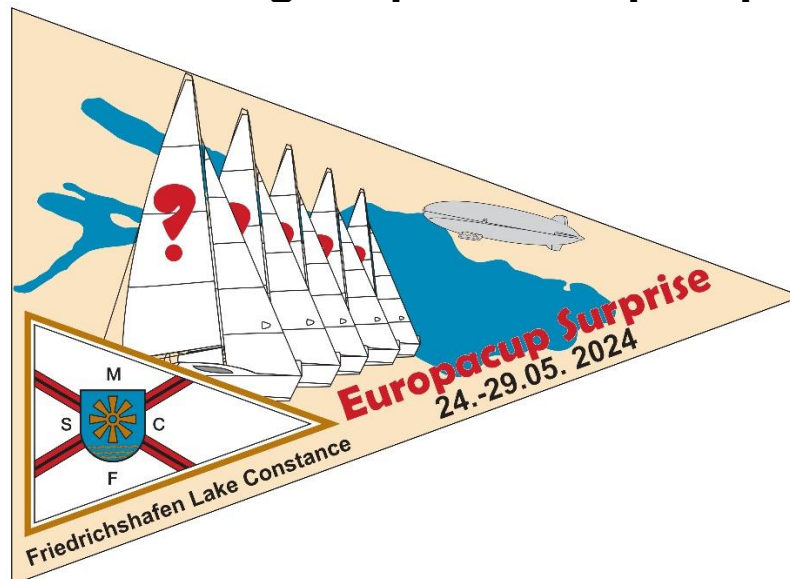 ?
?
?
?
?
Europacup Surprise
24.-29.05. 2024
M
S C
F
Friedrichshafen Lake Constance